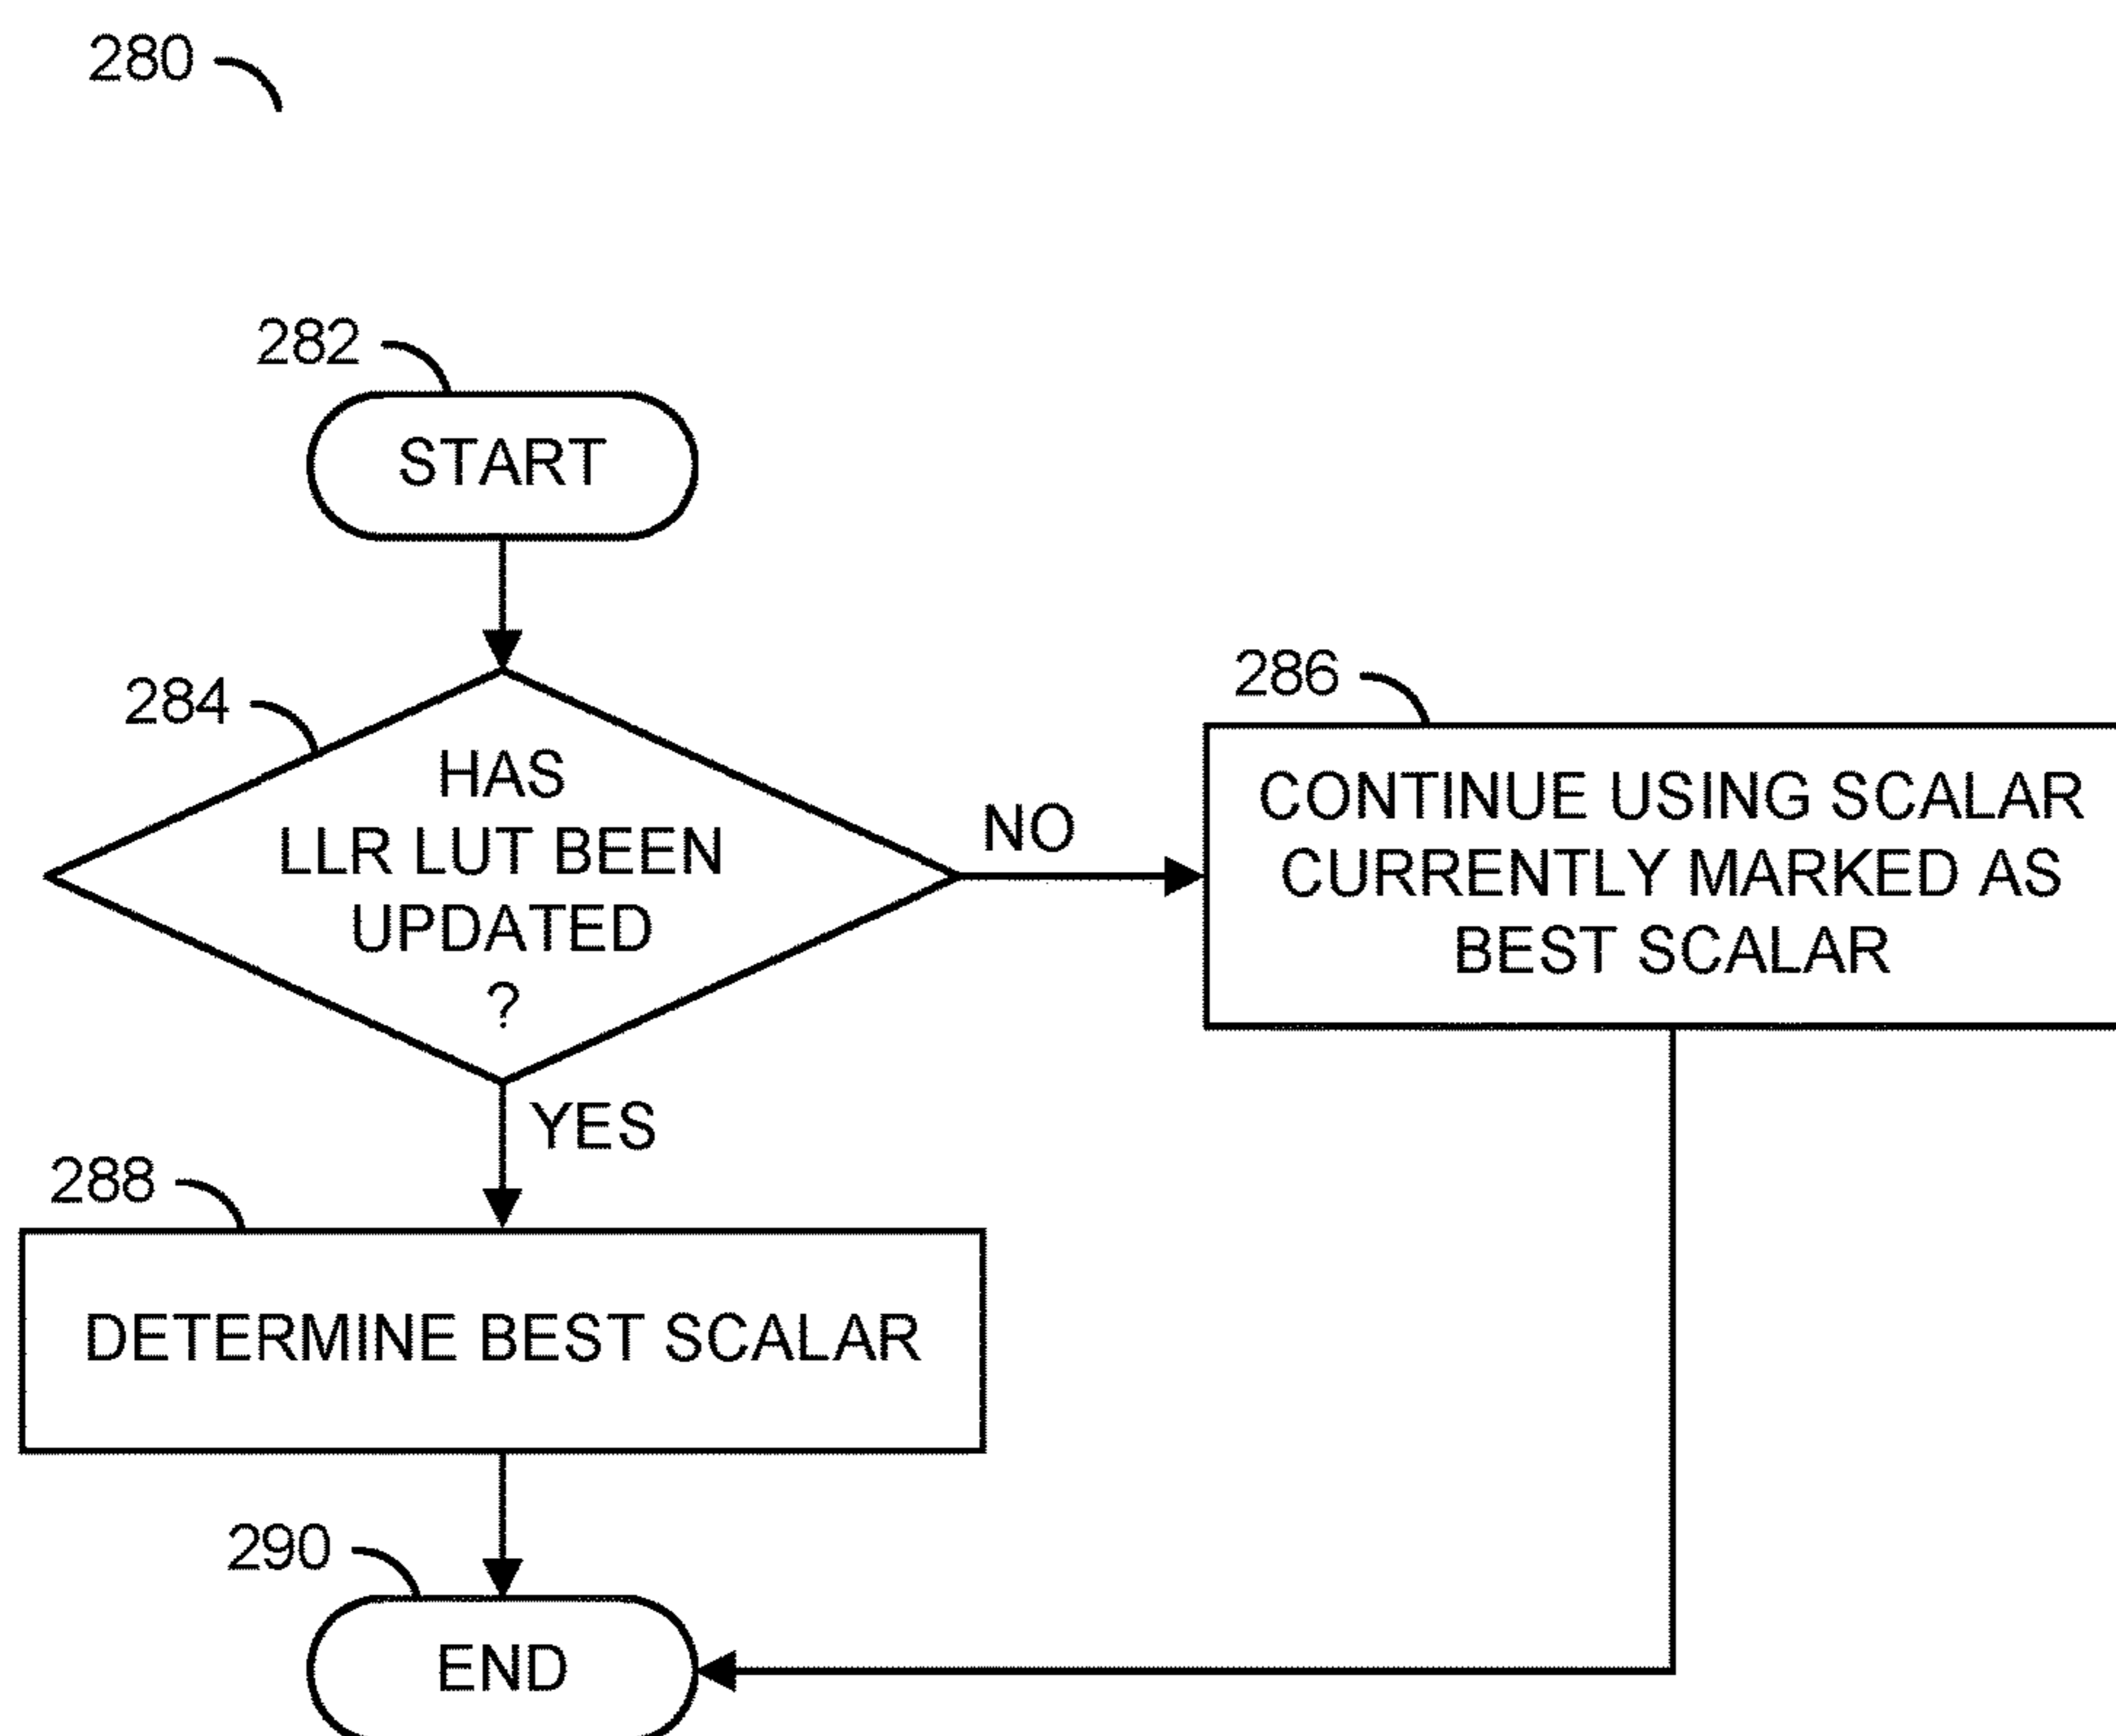 280
282
START
284
HAS
LLR LUT BEEN
UPDATED
?
NO
286
CONTINUE USING SCALAR
CURRENTLY MARKED AS
BEST SCALAR
YES
288
DETERMINE BEST SCALAR
290
END